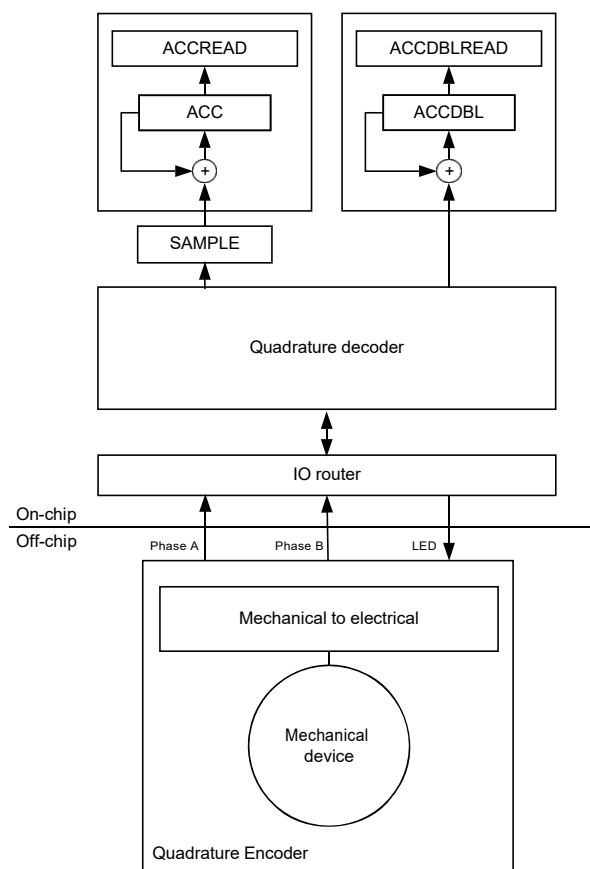 ACCREAD
ACCDBLREAD
ACC
ACCDBL
+
+
SAMPLE
Quadrature decoder
IO router
On-chip
Off-chip
Phase A
Phase B
LED
Mechanical to electrical
Mechanical
device
Quadrature Encoder